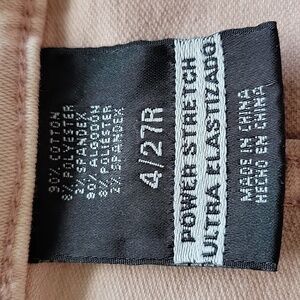 90% COTTON
8% POLYESTER
2% SPANDEX
90% ALGODÓN
8% POLIÉSTER
2% SPANDEX
4/27R
POWER STRETCH
ULTRA ELASTIZADO
MADE IN CHINA
HECHO EN CHINA